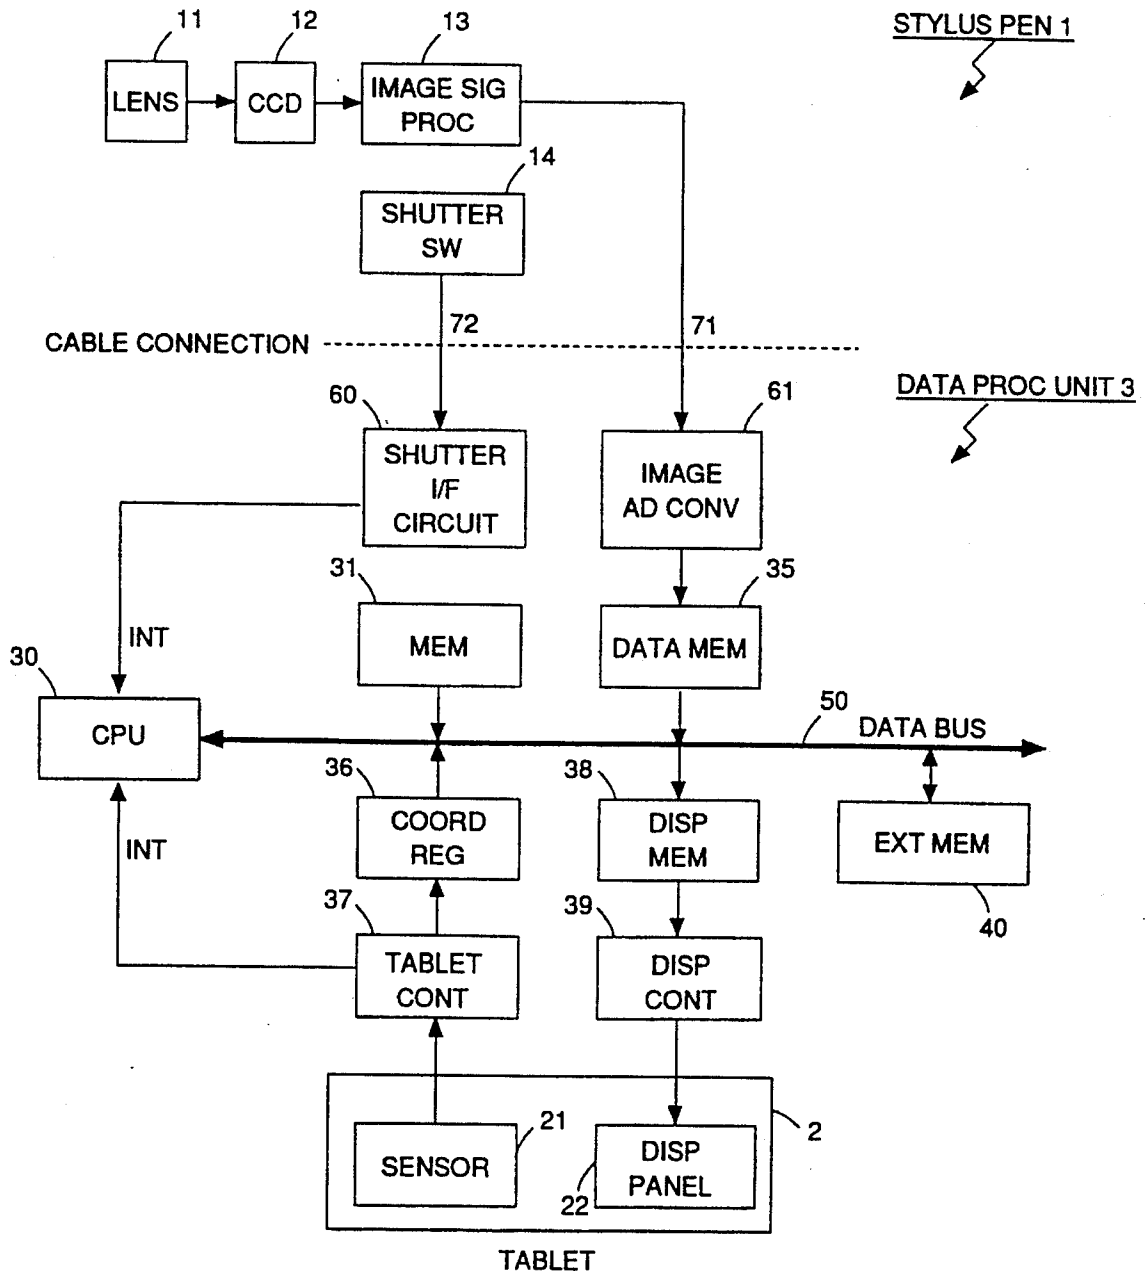 11
12
13
STYLUS PEN 1
LENS
CCD
IMAGE SIG
PROC
14
SHUTTER
SW
72
71
CABLE CONNECTION
DATA PROC UNIT 3
60
61
SHUTTER
I/F
CIRCUIT
IMAGE
AD CONV
31
35
INT
MEM
DATA MEM
30
CPU
50
DATA BUS
36
38
COORD
REG
DISP
MEM
EXT MEM
INT
37
39
40
TABLET
CONT
DISP
CONT
21
2
SENSOR
DISP
PANEL
22
TABLET